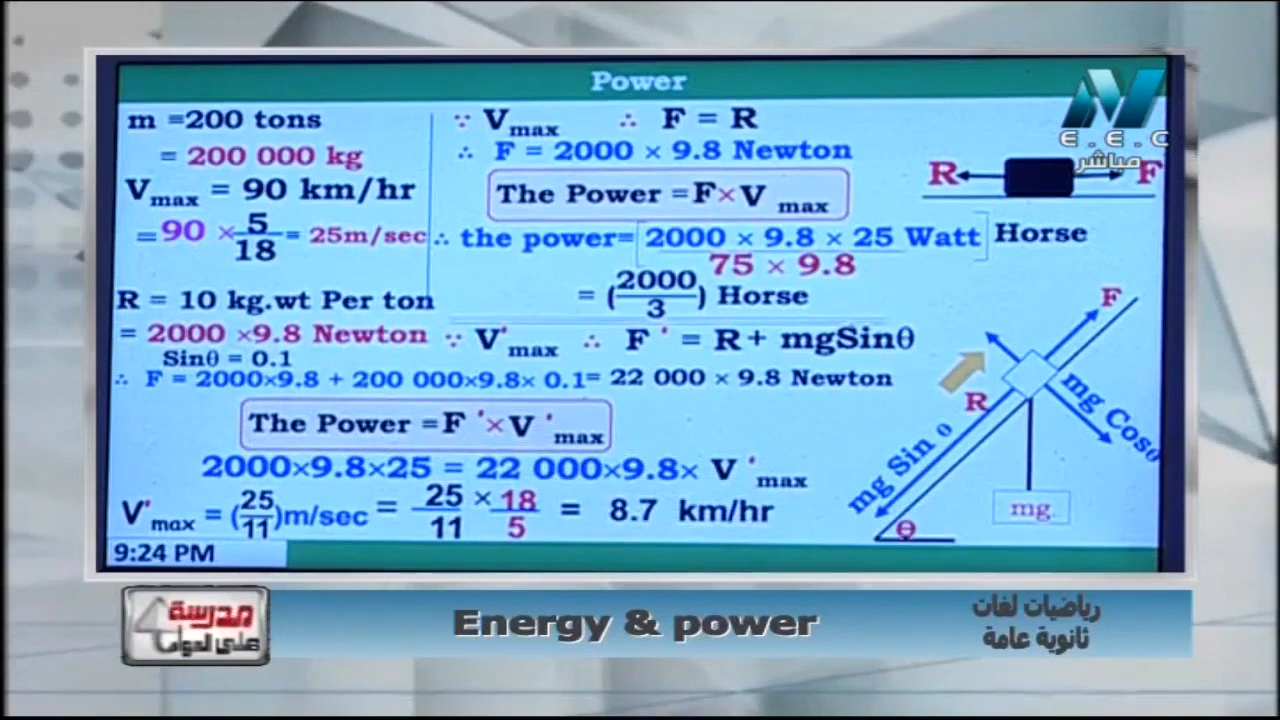 Power
m =200 tons
= 200 000 kg
Vmax = 90 km/hr
=90 × 5/18 = 25m/sec
R = 10 kg.wt Per ton
= 2000 ×9.8 Newton
Sinθ = 0.1
∵ Vmax ∴ F = R
∴ F = 2000 × 9.8 Newton
The Power =F×V max
∴ the power= 2000 × 9.8 × 25 Watt / 75 × 9.8 Horse
= (2000/3) Horse
∵ V'max ∴ F' = R+ mgSinθ
∴ F = 2000×9.8 + 200 000×9.8× 0.1= 22 000 × 9.8 Newton
The Power =F'×V'max
2000×9.8×25 = 22 000×9.8× V'max
V'max = (25/11)m/sec = 25/11 × 18/5 = 8.7 km/hr
E.E.C
مباشر
R F
F
R
mg Sin θ
mg Cosθ
mg
θ
9:24 PM
مدرسة
على الهواء
4
Energy & power
رياضيات لغات
ثانوية عامة